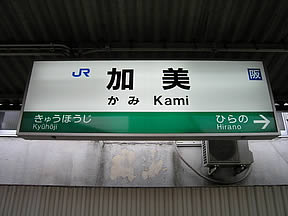 JR 加美 阪
かみ Kami
きゅうほうじ ひらの
Kyūhōji Hirano →